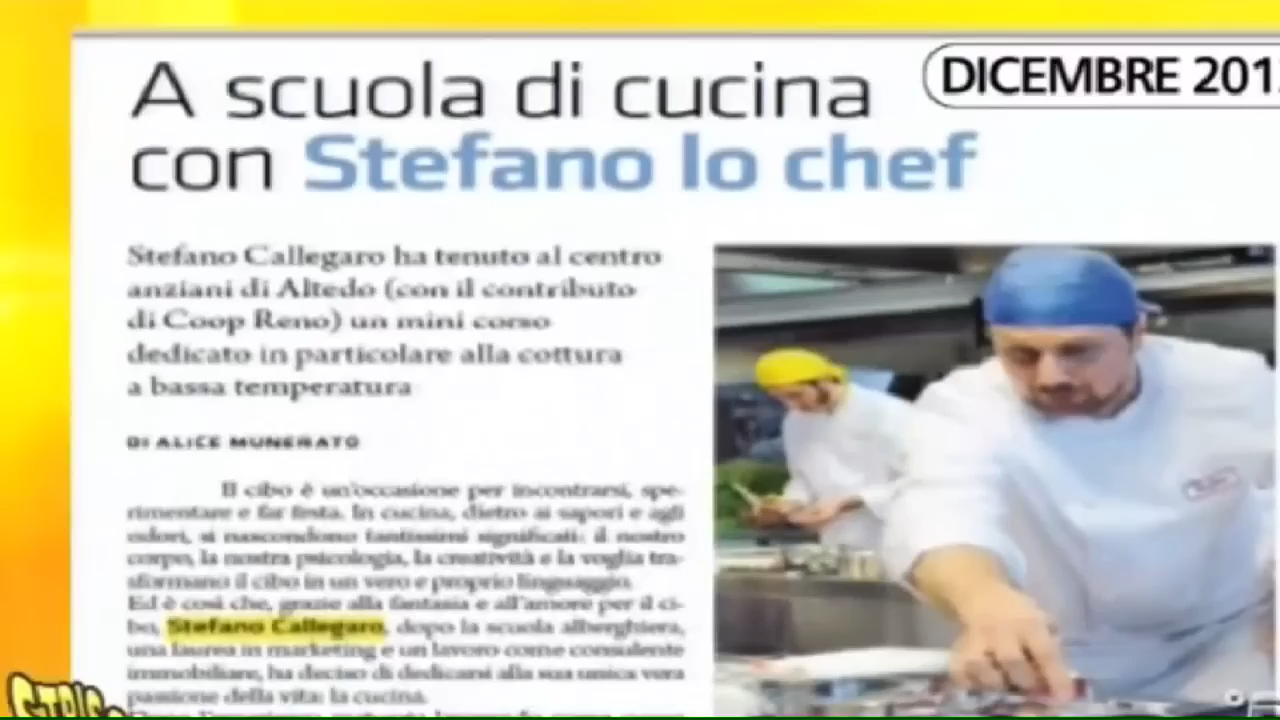 A scuola di cucina
con Stefano lo chef
DICEMBRE 201
Stefano Callegaro ha tenuto al centro
anziani di Altedo (con il contributo
di Coop Reno) un mini corso
dedicato in particolare alla cottura
a bassa temperatura
DI ALICE MUNERATO
Il cibo è un'occasione per incontrarsi, spe-
rimentare e far festa. In cucina, dietro ai sapori e agli
odori, si nascondono tantissimi significati: il nostro
corpo, la nostra psicologia, la creatività e la voglia tra-
sformano il cibo in un vero e proprio linguaggio.
Ed è così che, grazie alla fantasia e all'amore per il ci-
bo, Stefano Callegaro, dopo la scuola alberghiera,
una laurea in marketing e un lavoro come consulente
immobiliare, ha deciso di dedicarsi alla sua unica vera
passione della vita: la cucina.